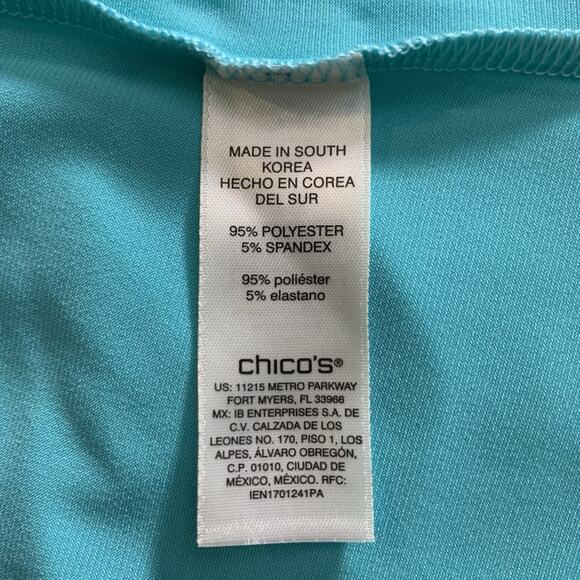 MADE IN SOUTH
KOREA
HECHO EN COREA
DEL SUR
95% POLYESTER
5% SPANDEX
95% poliéster
5% elastano
chico's®
US: 11215 METRO PARKWAY
FORT MYERS, FL 33966
MX: IB ENTERPRISES S.A. DE
C.V. CALZADA DE LOS
LEONES NO. 170, PISO 1, LOS
ALPES, ÁLVARO OBREGÓN,
C.P. 01010, CIUDAD DE
MÉXICO, MÉXICO. RFC:
IEN1701241PA